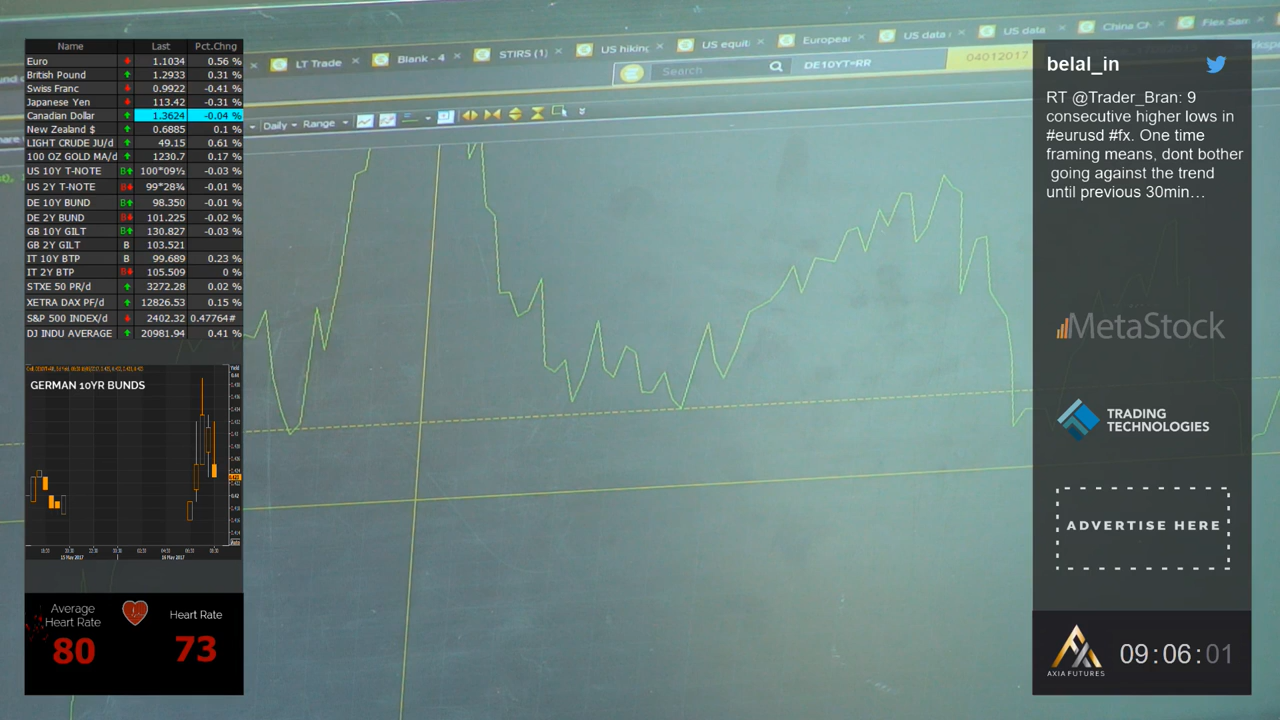 Name Last Pct.Chng
Euro 1.1034 0.56 %
British Pound 1.2933 0.31 %
Swiss Franc 0.9922 -0.41 %
Japanese Yen 113.42 -0.31 %
Canadian Dollar 1.3624 -0.04 %
New Zealand $ 0.6885 0.1 %
LIGHT CRUDE JU/d 49.15 0.61 %
100 OZ GOLD MA/d 1230.7 0.17 %
US 10Y T-NOTE B 100*09½ -0.03 %
US 2Y T-NOTE B 99*28¾ -0.01 %
DE 10Y BUND B 98.350 -0.01 %
DE 2Y BUND B 101.225 -0.02 %
GB 10Y GILT B 130.827 -0.03 %
GB 2Y GILT B 103.521
IT 10Y BTP B 99.689 0.23 %
IT 2Y BTP B 105.509 0 %
STXE 50 PR/d 3272.28 0.02 %
XETRA DAX PF/d 12826.53 0.15 %
S&P 500 INDEX/d 2402.32 0.47764#
DJ INDU AVERAGE 20981.94 0.41 %
GERMAN 10YR BUNDS
15 May 2017 16 May 2017
Average
Heart Rate
80
Heart Rate
73
LT Trade Blank - 4 STIRS (1) US hiking US equit European US data US data China C Flex San
Search DE10YT=RR 04012017
Daily Range
belal_in
RT @Trader_Bran: 9
consecutive higher lows in
#eurusd #fx. One time
framing means, dont bother
going against the trend
until previous 30min…
MetaStock
TRADING
TECHNOLOGIES
ADVERTISE HERE
AXIA FUTURES
09:06:01